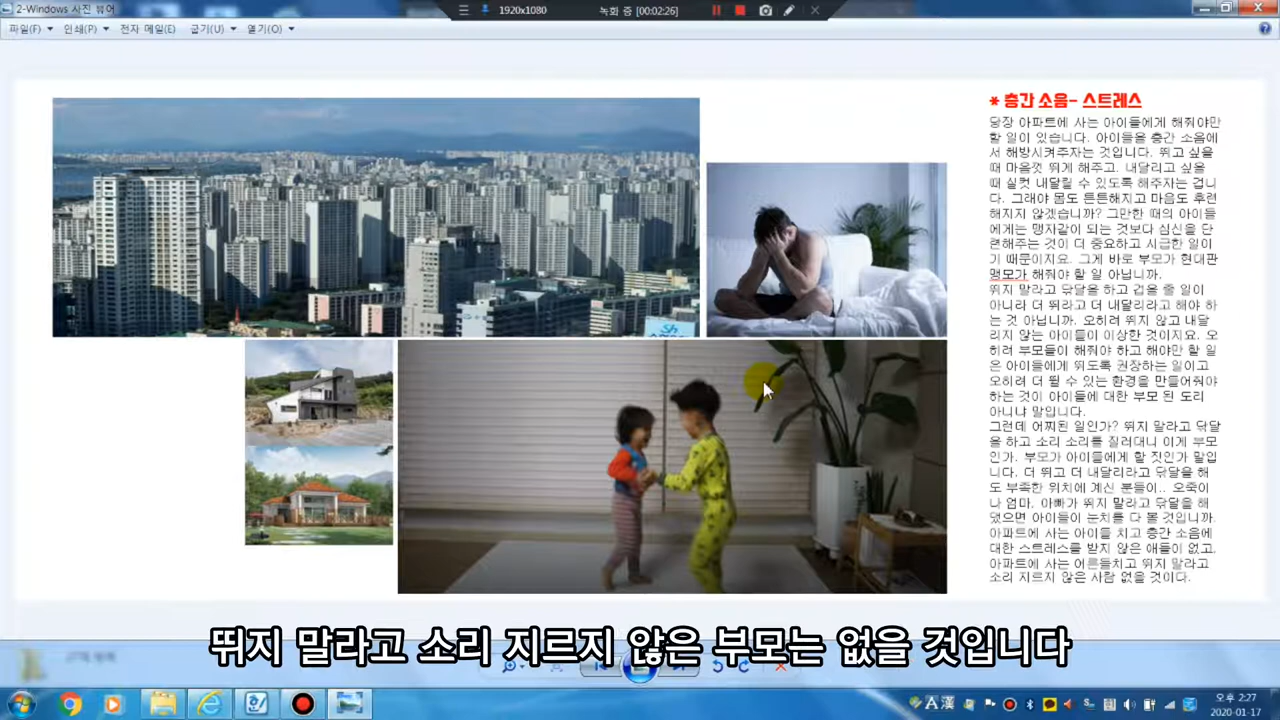 2-Windows 사진 뷰어
1920x1080
녹화 중 [00:02:26]
파일(F) 인쇄(P) 전자 메일(E) 굽기(U) 열기(O)
* 층간 소음- 스트레스
당장 아파트에 사는 아이들에게 해줘야만
할 일이 있습니다. 아이들을 층간 소음에
서 해방시켜주자는 것입니다. 뛰고 싶을
때 마음껏 뛰게 해주고. 내달리고 싶을
때 실컷 내달릴 수 있도록 해주자는 겁니
다. 그래야 몸도 튼튼해지고 마음도 후련
해지지 않겠습니까? 그만한 때의 아이들
에게는 맹자같이 되는 것보다 심신을 단
련해주는 것이 더 중요하고 시급한 일이
기 때문이지요. 그게 바로 부모가 현대판
맹모가 해줘야 할 일 아닙니까.
뛰지 말라고 닦달을 하고 겁을 줄 일이
아니라 더 뛰라고 더 내달리라고 해야 하
는 것 아닙니까. 오히려 뛰지 않고 내달
리지 않는 아이들이 이상한 것이지요. 오
히려 부모들이 해줘야 하고 해야만 할 일
은 아이들에게 뛰도록 권장하는 일이고
오히려 더 뛸 수 있는 환경을 만들어줘야
하는 것이 아이들에 대한 부모 된 도리
아니냐 말입니다.
그런데 어찌된 일인가? 뛰지 말라고 닦달
을 하고 소리 소리를 질러대니 이게 부모
인가. 부모가 아이들에게 할 짓인가 말입
니다. 더 뛰고 더 내달리라고 닦달을 해
도 부족한 위치에 계신 분들이.. 오죽이
나 엄마, 아빠가 뛰지 말라고 닦달을 해
댔으면 아이들이 눈치를 다 볼 것입니까.
아파트에 사는 아이들 치고 층간 소음에
대한 스트레스를 받지 않은 애들이 없고.
아파트에 사는 어른들치고 뛰지 말라고
소리 지르지 않은 사람 없을 것이다.
Sh
뛰지 말라고 소리 지르지 않은 부모는 없을 것입니다
A 漢
오후 2:27
2020-01-17